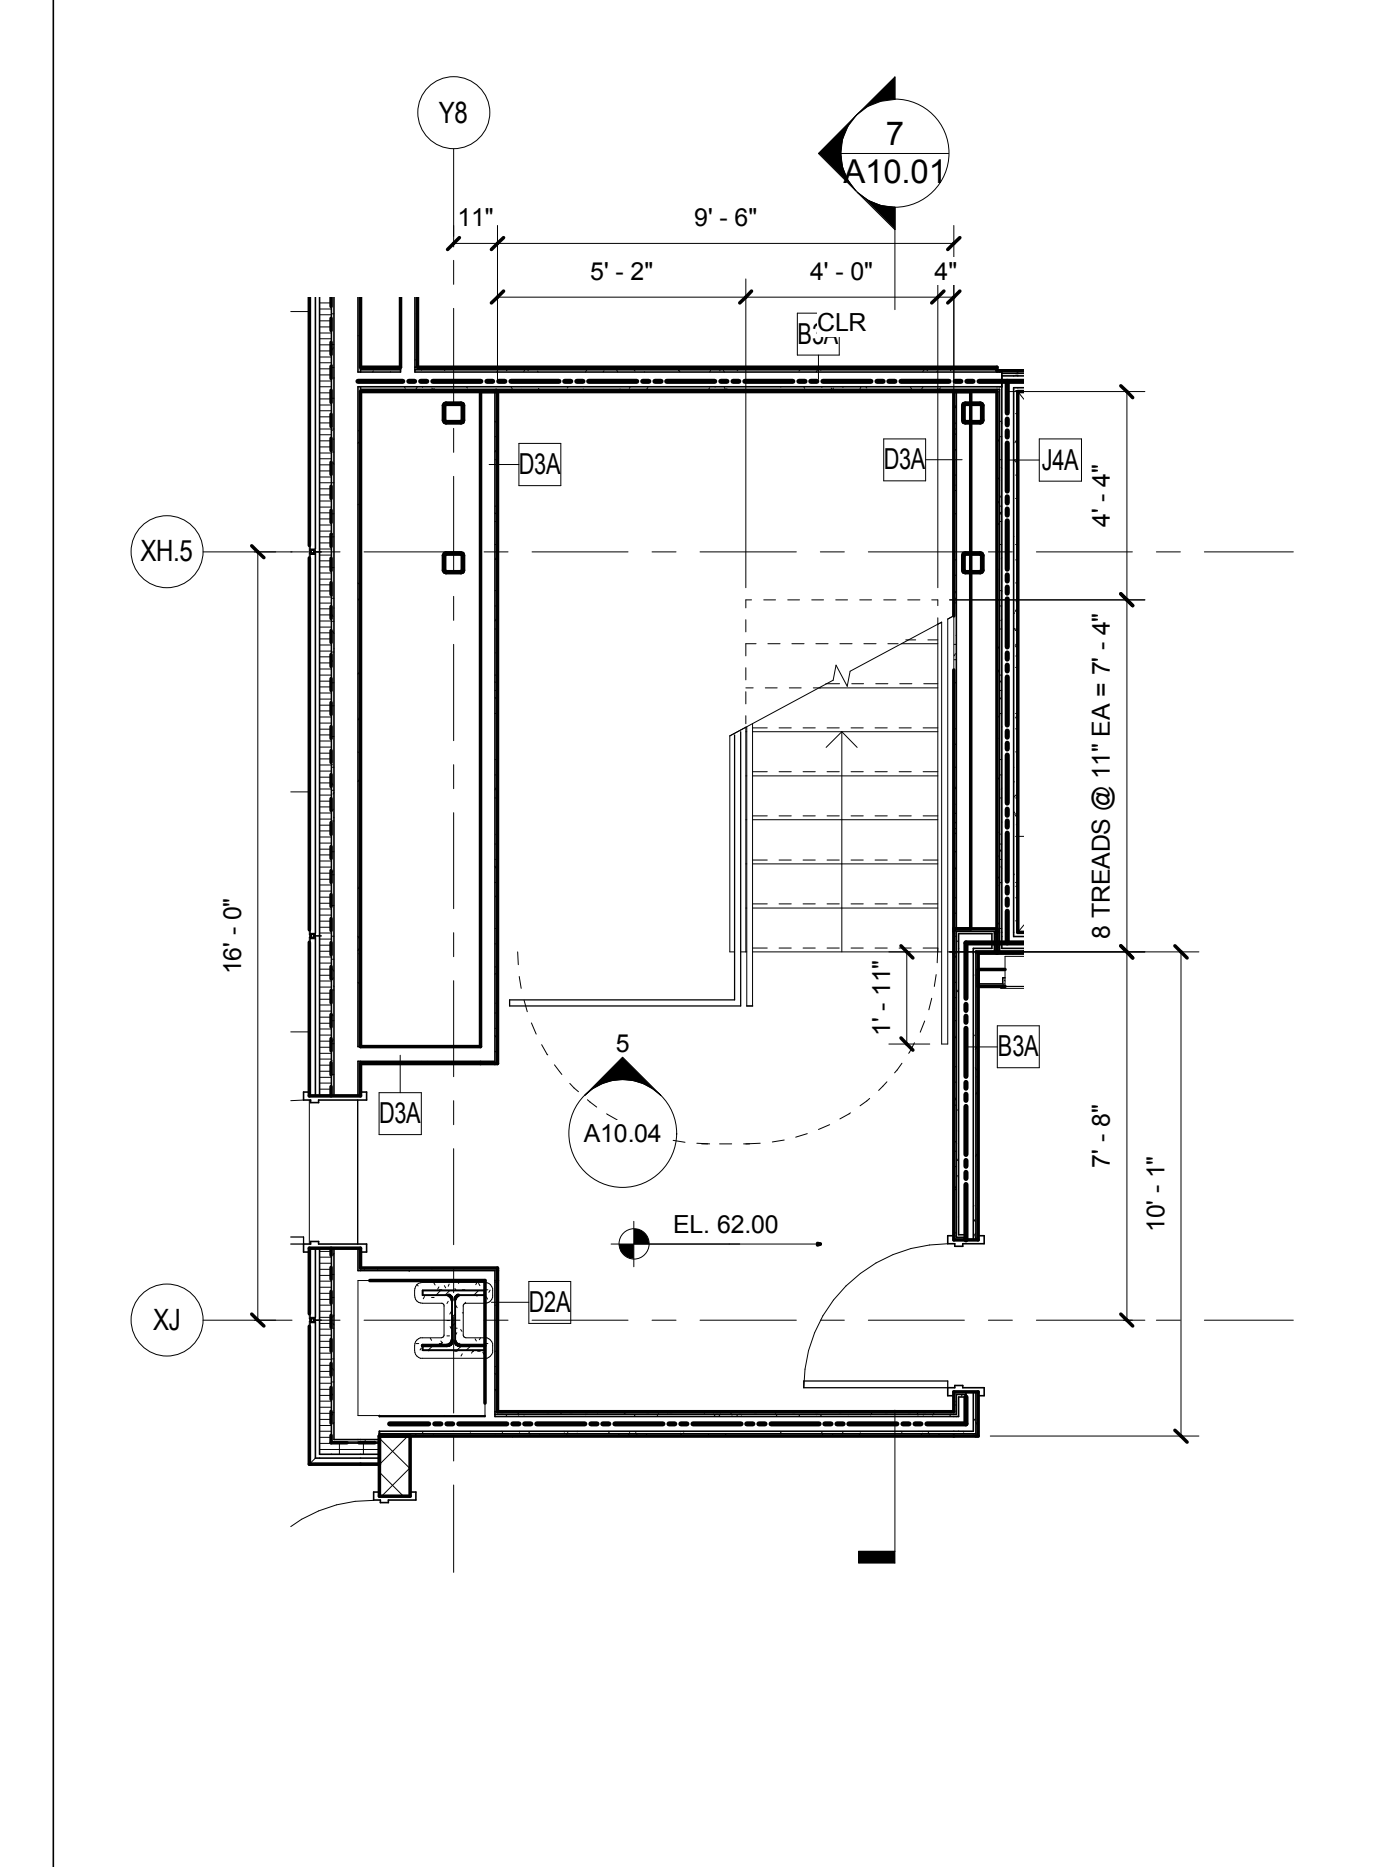 Y8
7
A10.01
11"
9' - 6"
5' - 2"
4' - 0"
4"
CLR
D3A
D3A
J4A
4' - 4"
XH.5
8 TREADS @ 11" EA = 7' - 4"
16' - 0"
1' - 11"
5
A10.04
B3A
D3A
7' - 8"
10' - 1"
EL. 62.00
D2A
XJ